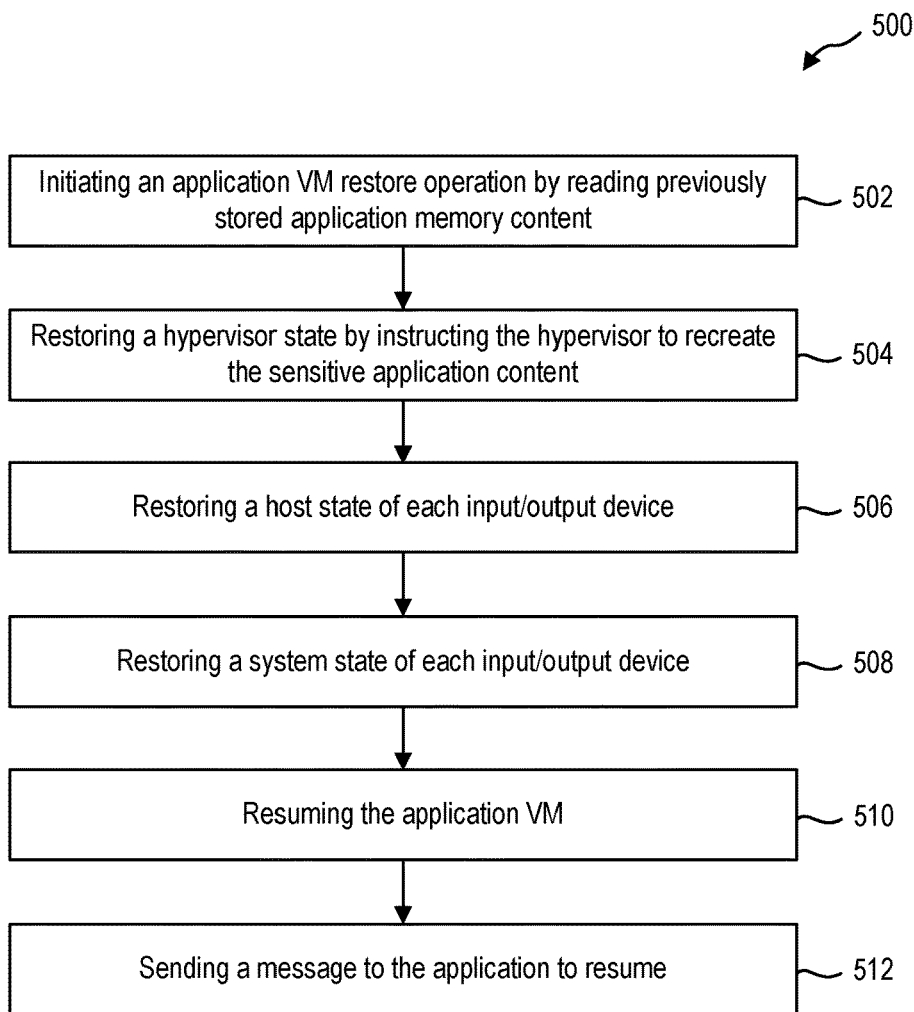 500
Initiating an application VM restore operation by reading previously
stored application memory content
502
Restoring a hypervisor state by instructing the hypervisor to recreate
the sensitive application content
504
Restoring a host state of each input/output device
506
Restoring a system state of each input/output device
508
Resuming the application VM
510
Sending a message to the application to resume
512